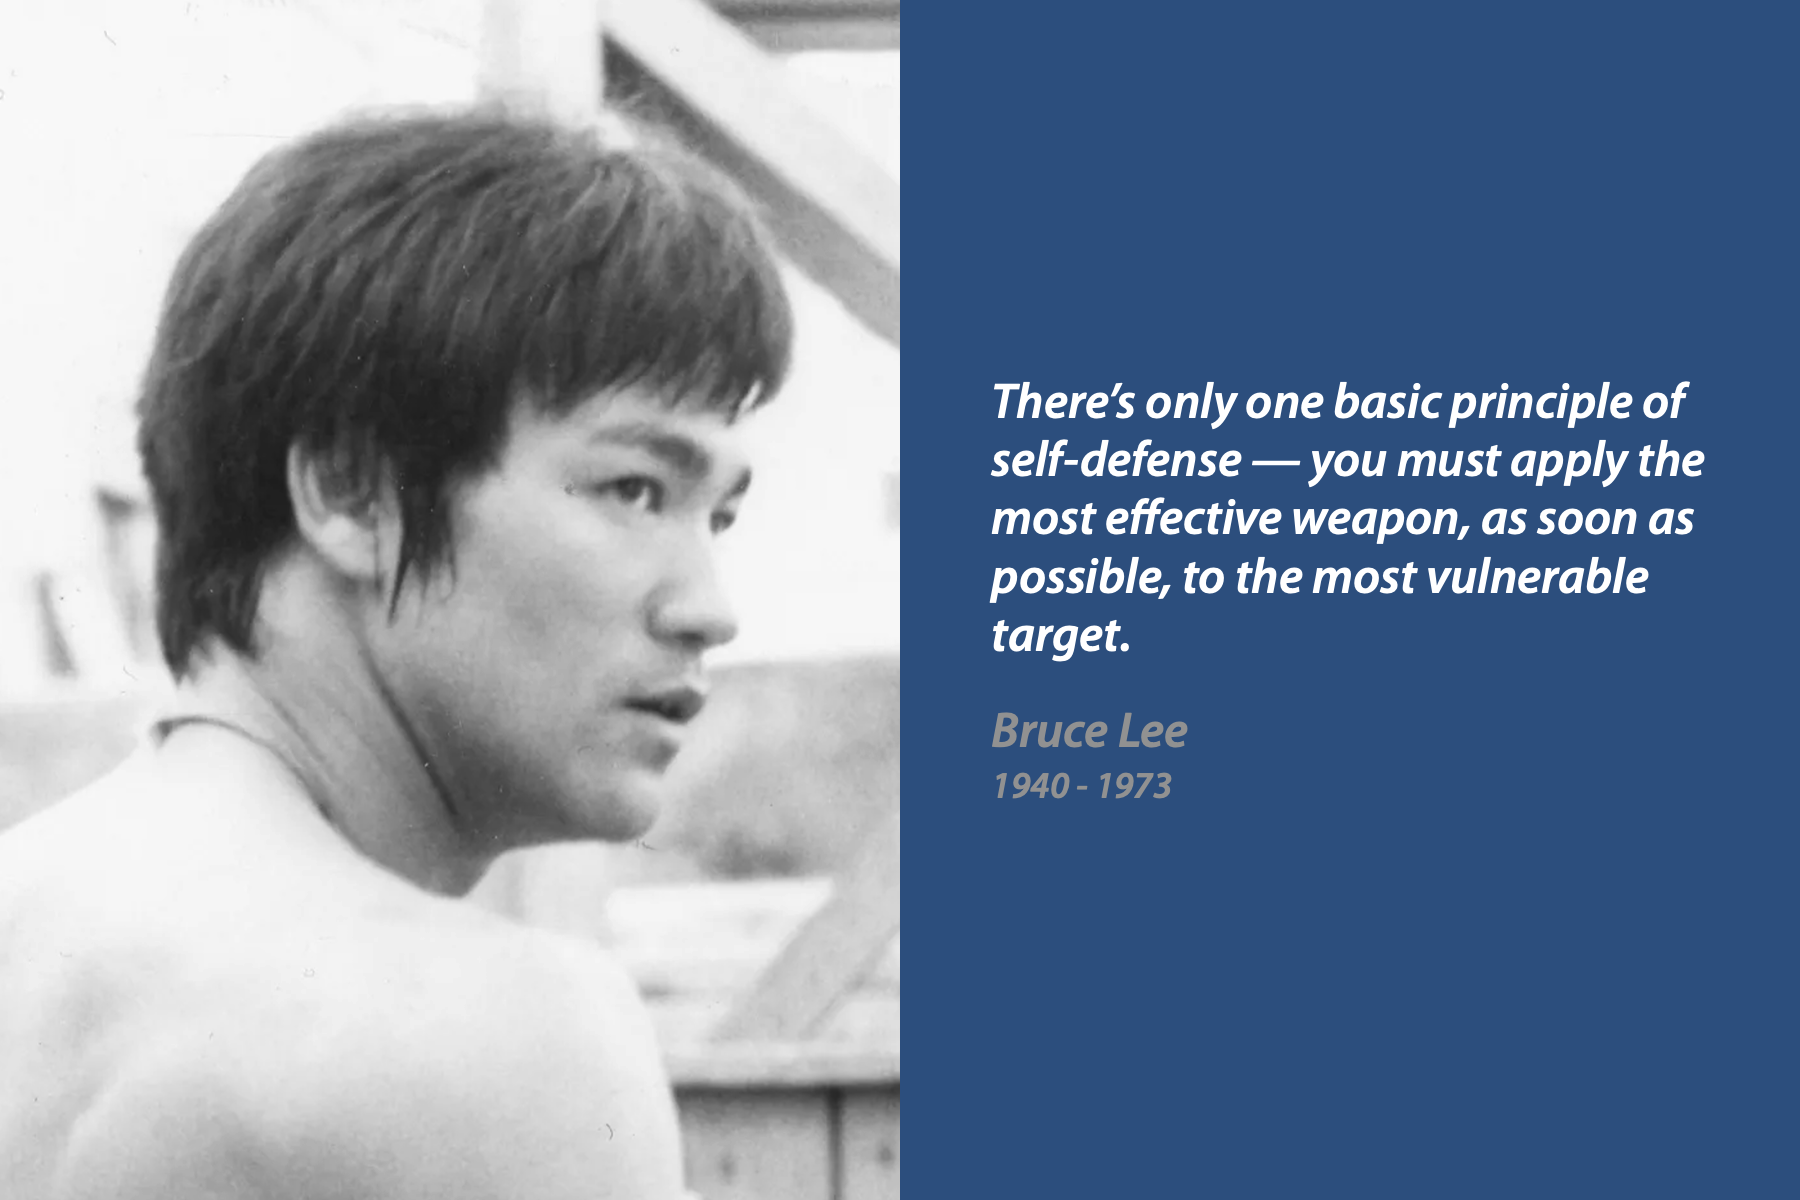 There’s only one basic principle of
self-defense — you must apply the
most effective weapon, as soon as
possible, to the most vulnerable
target.
Bruce Lee
1940 - 1973